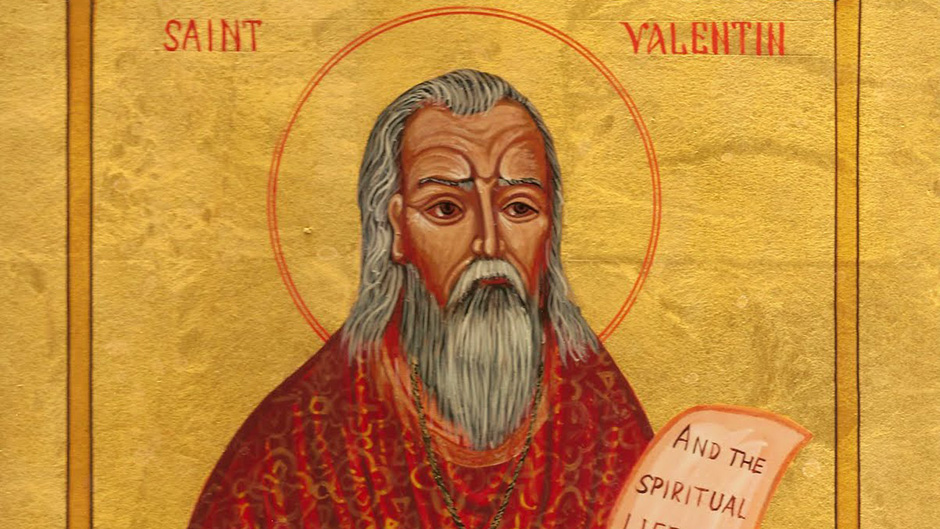 SAINT VALENTIN
AND THE
SPIRITUAL